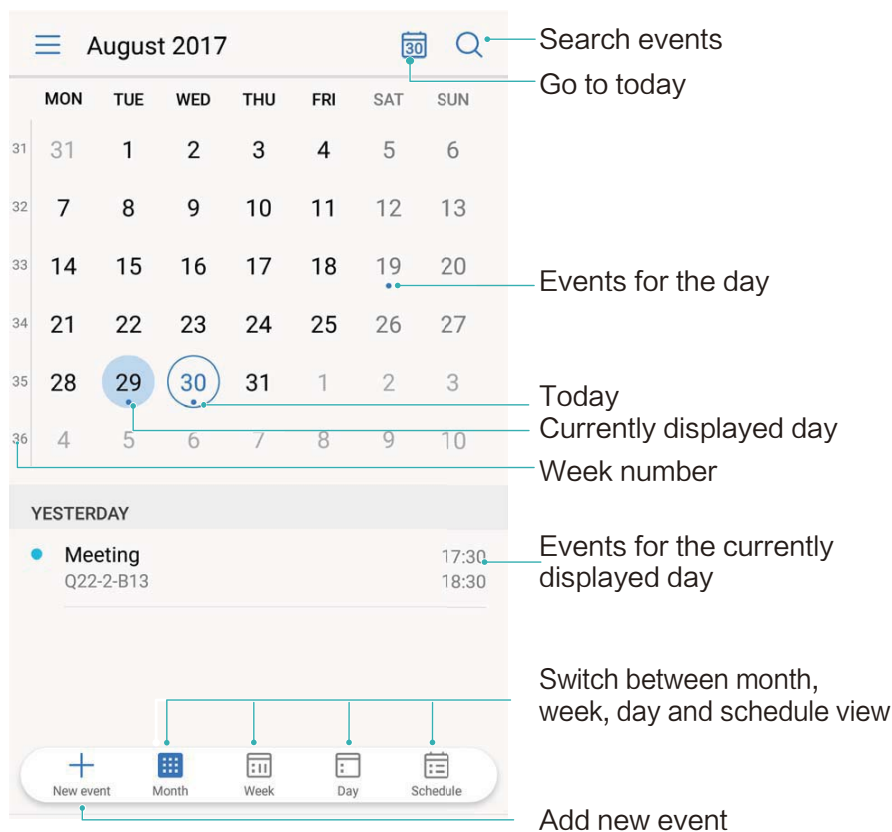 August 2017
30
Search events
Go to today
MON TUE WED THU FRI SAT SUN
31 31 1 2 3 4 5 6
32 7 8 9 10 11 12 13
33 14 15 16 17 18 19 20
Events for the day
34 21 22 23 24 25 26 27
35 28 29 30 31 1 2 3
Today
Currently displayed day
36 4 5 6 7 8 9 10
Week number
YESTERDAY
Meeting 17:30
Q22-2-B13 18:30
Events for the currently
displayed day
Switch between month,
week, day and schedule view
New event Month Week Day Schedule
Add new event